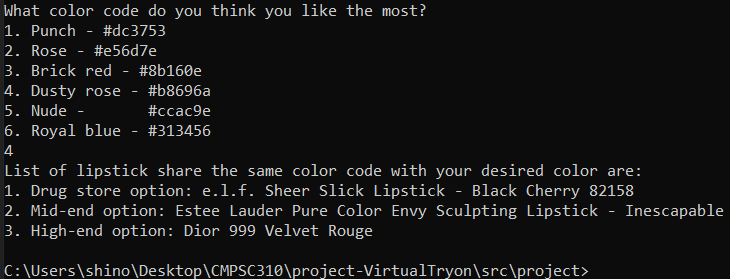 What color code do you think you like the most?
1. Punch - #dc3753
2. Rose - #e56d7e
3. Brick red - #8b160e
4. Dusty rose - #b8696a
5. Nude -       #ccac9e
6. Royal blue - #313456
4
List of lipstick share the same color code with your desired color are:
1. Drug store option: e.l.f. Sheer Slick Lipstick - Black Cherry 82158
2. Mid-end option: Estee Lauder Pure Color Envy Sculpting Lipstick - Inescapable
3. High-end option: Dior 999 Velvet Rouge
C:\Users\shino\Desktop\CMPSC310\project-VirtualTryon\src\project>